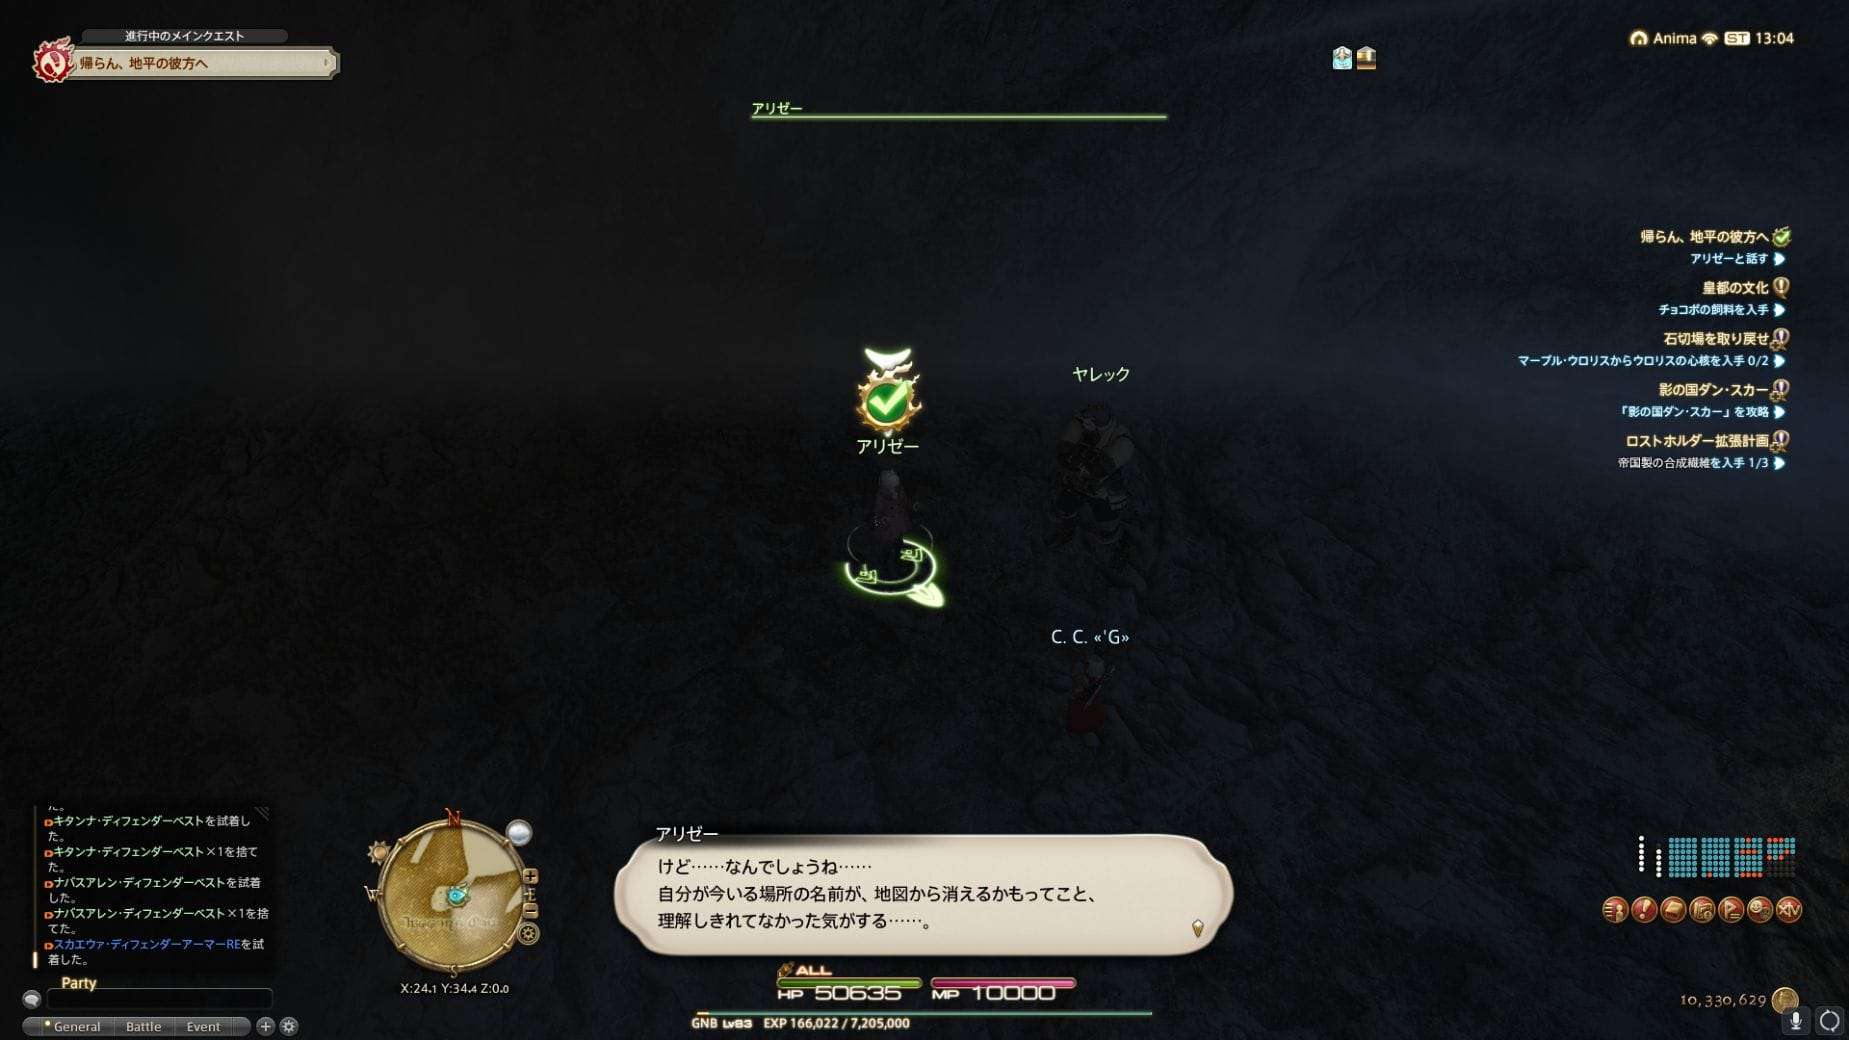 進行中のメインクエスト
帰らん、地平の彼方へ
Anima ST 13:04
アリゼー
帰らん、地平の彼方へ
アリゼーと話す
皇都の文化
チョコボの飼料を入手
石切場を取り戻せ
マーブル・ウロリスからウロリスの心核を入手 0/2
影の国ダン・スカー
「影の国ダン・スカー」を攻略
ロストホルダー拡張計画
帝国製の合成繊維を入手 1/3
ヤレック
アリゼー
C. C. «'G»
た。
キタンナ・ディフェンダーベストを試着し
た。
キタンナ・ディフェンダーベスト×1を捨て
た。
ナバスアレン・ディフェンダーベストを試着
した。
ナバスアレン・ディフェンダーベスト×1を捨
てた。
スカエウァ・ディフェンダーアーマーREを試
着した。
Party
General Battle Event
N
W
E
S
X:24.1 Y:34.4 Z:0.0
アリゼー
けど……なんでしょうね……
自分が今いる場所の名前が、地図から消えるかもってこと、
理解しきれてなかった気がする……。
ALL
HP 50635 MP 10000
GNB Lv83 EXP 166,022 / 7,205,000
XIV
10,330,629